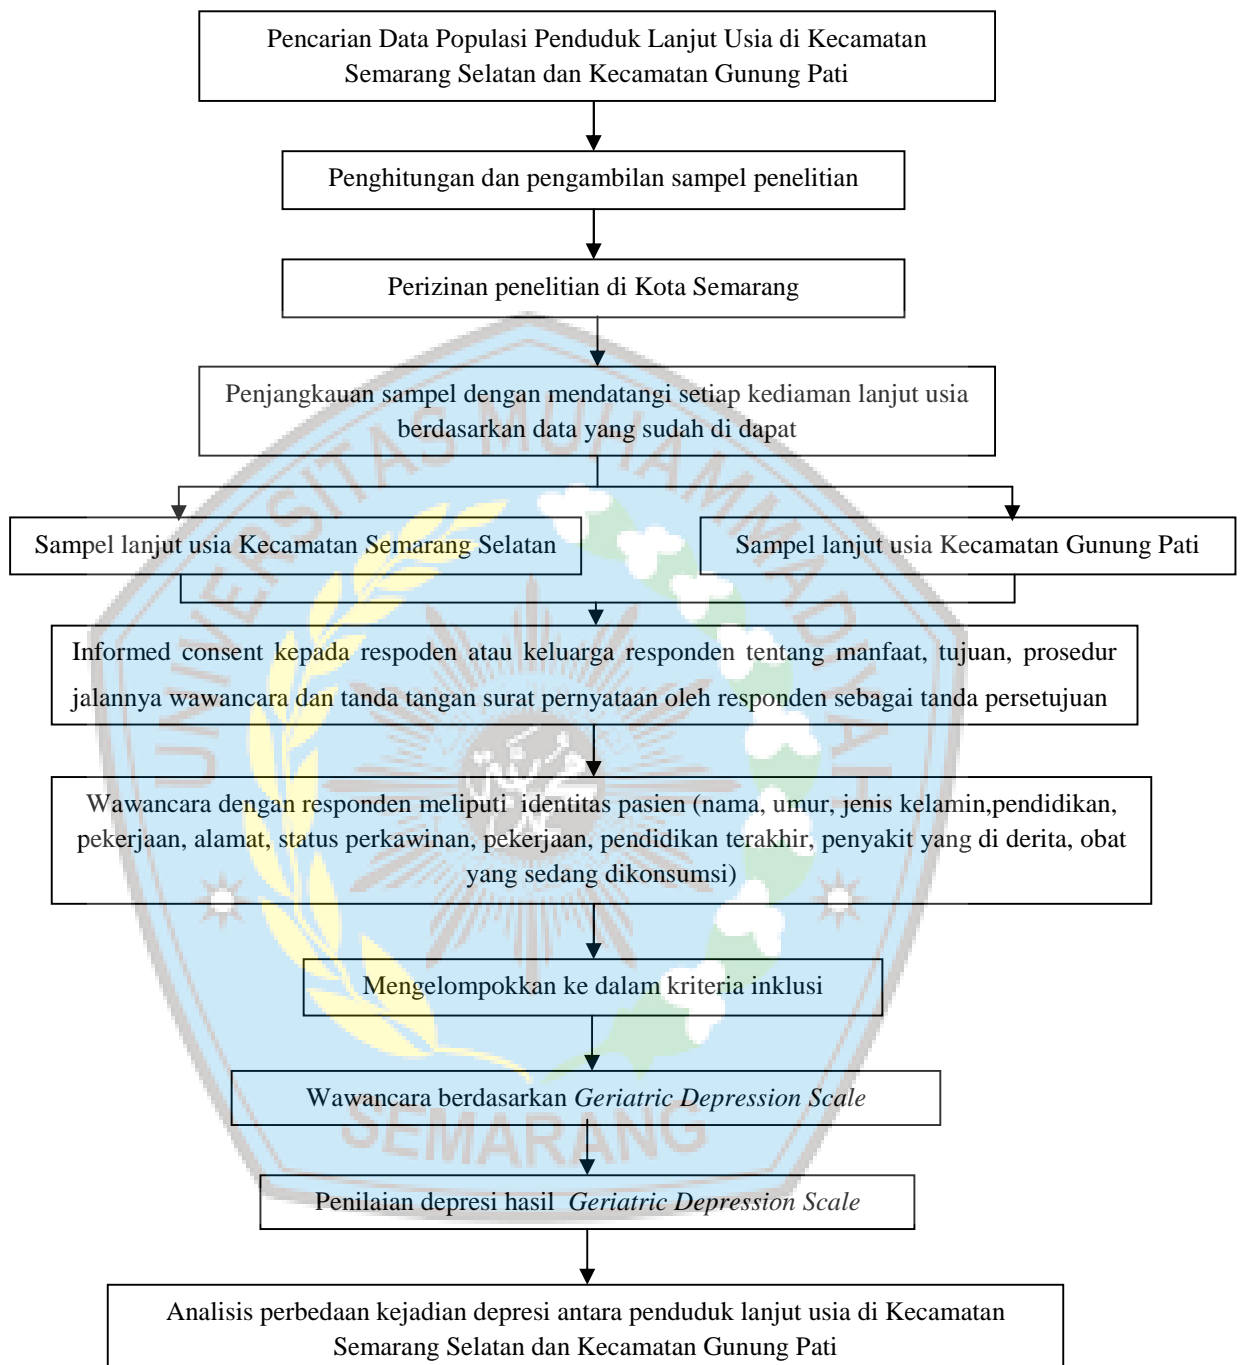 Pencarian Data Populasi Penduduk Lanjut Usia di Kecamatan
Semarang Selatan dan Kecamatan Gunung Pati
Penghitungan dan pengambilan sampel penelitian
Perizinan penelitian di Kota Semarang
Penjangkauan sampel dengan mendatangi setiap kediaman lanjut usia
berdasarkan data yang sudah di dapat
Sampel lanjut usia Kecamatan Semarang Selatan
Sampel lanjut usia Kecamatan Gunung Pati
Informed consent kepada respoden atau keluarga responden tentang manfaat, tujuan, prosedur
jalannya wawancara dan tanda tangan surat pernyataan oleh responden sebagai tanda persetujuan
Wawancara dengan responden meliputi identitas pasien (nama, umur, jenis kelamin,pendidikan,
pekerjaan, alamat, status perkawinan, pekerjaan, pendidikan terakhir, penyakit yang di derita, obat
yang sedang dikonsumsi)
Mengelompokkan ke dalam kriteria inklusi
Wawancara berdasarkan Geriatric Depression Scale
Penilaian depresi hasil Geriatric Depression Scale
Analisis perbedaan kejadian depresi antara penduduk lanjut usia di Kecamatan
Semarang Selatan dan Kecamatan Gunung Pati
UNIVERSITAS MUHAMMADIYAH
SEMARANG